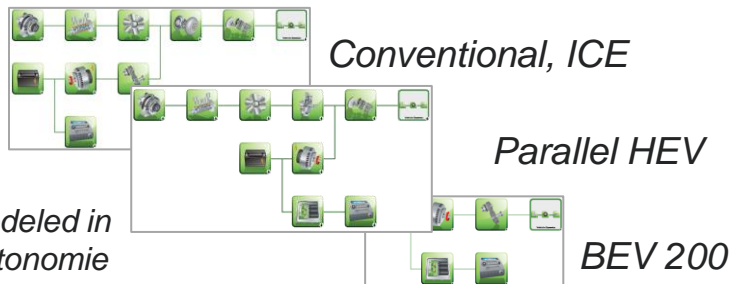 Conventional, ICE
Parallel HEV
deled in
tonomie
BEV 200